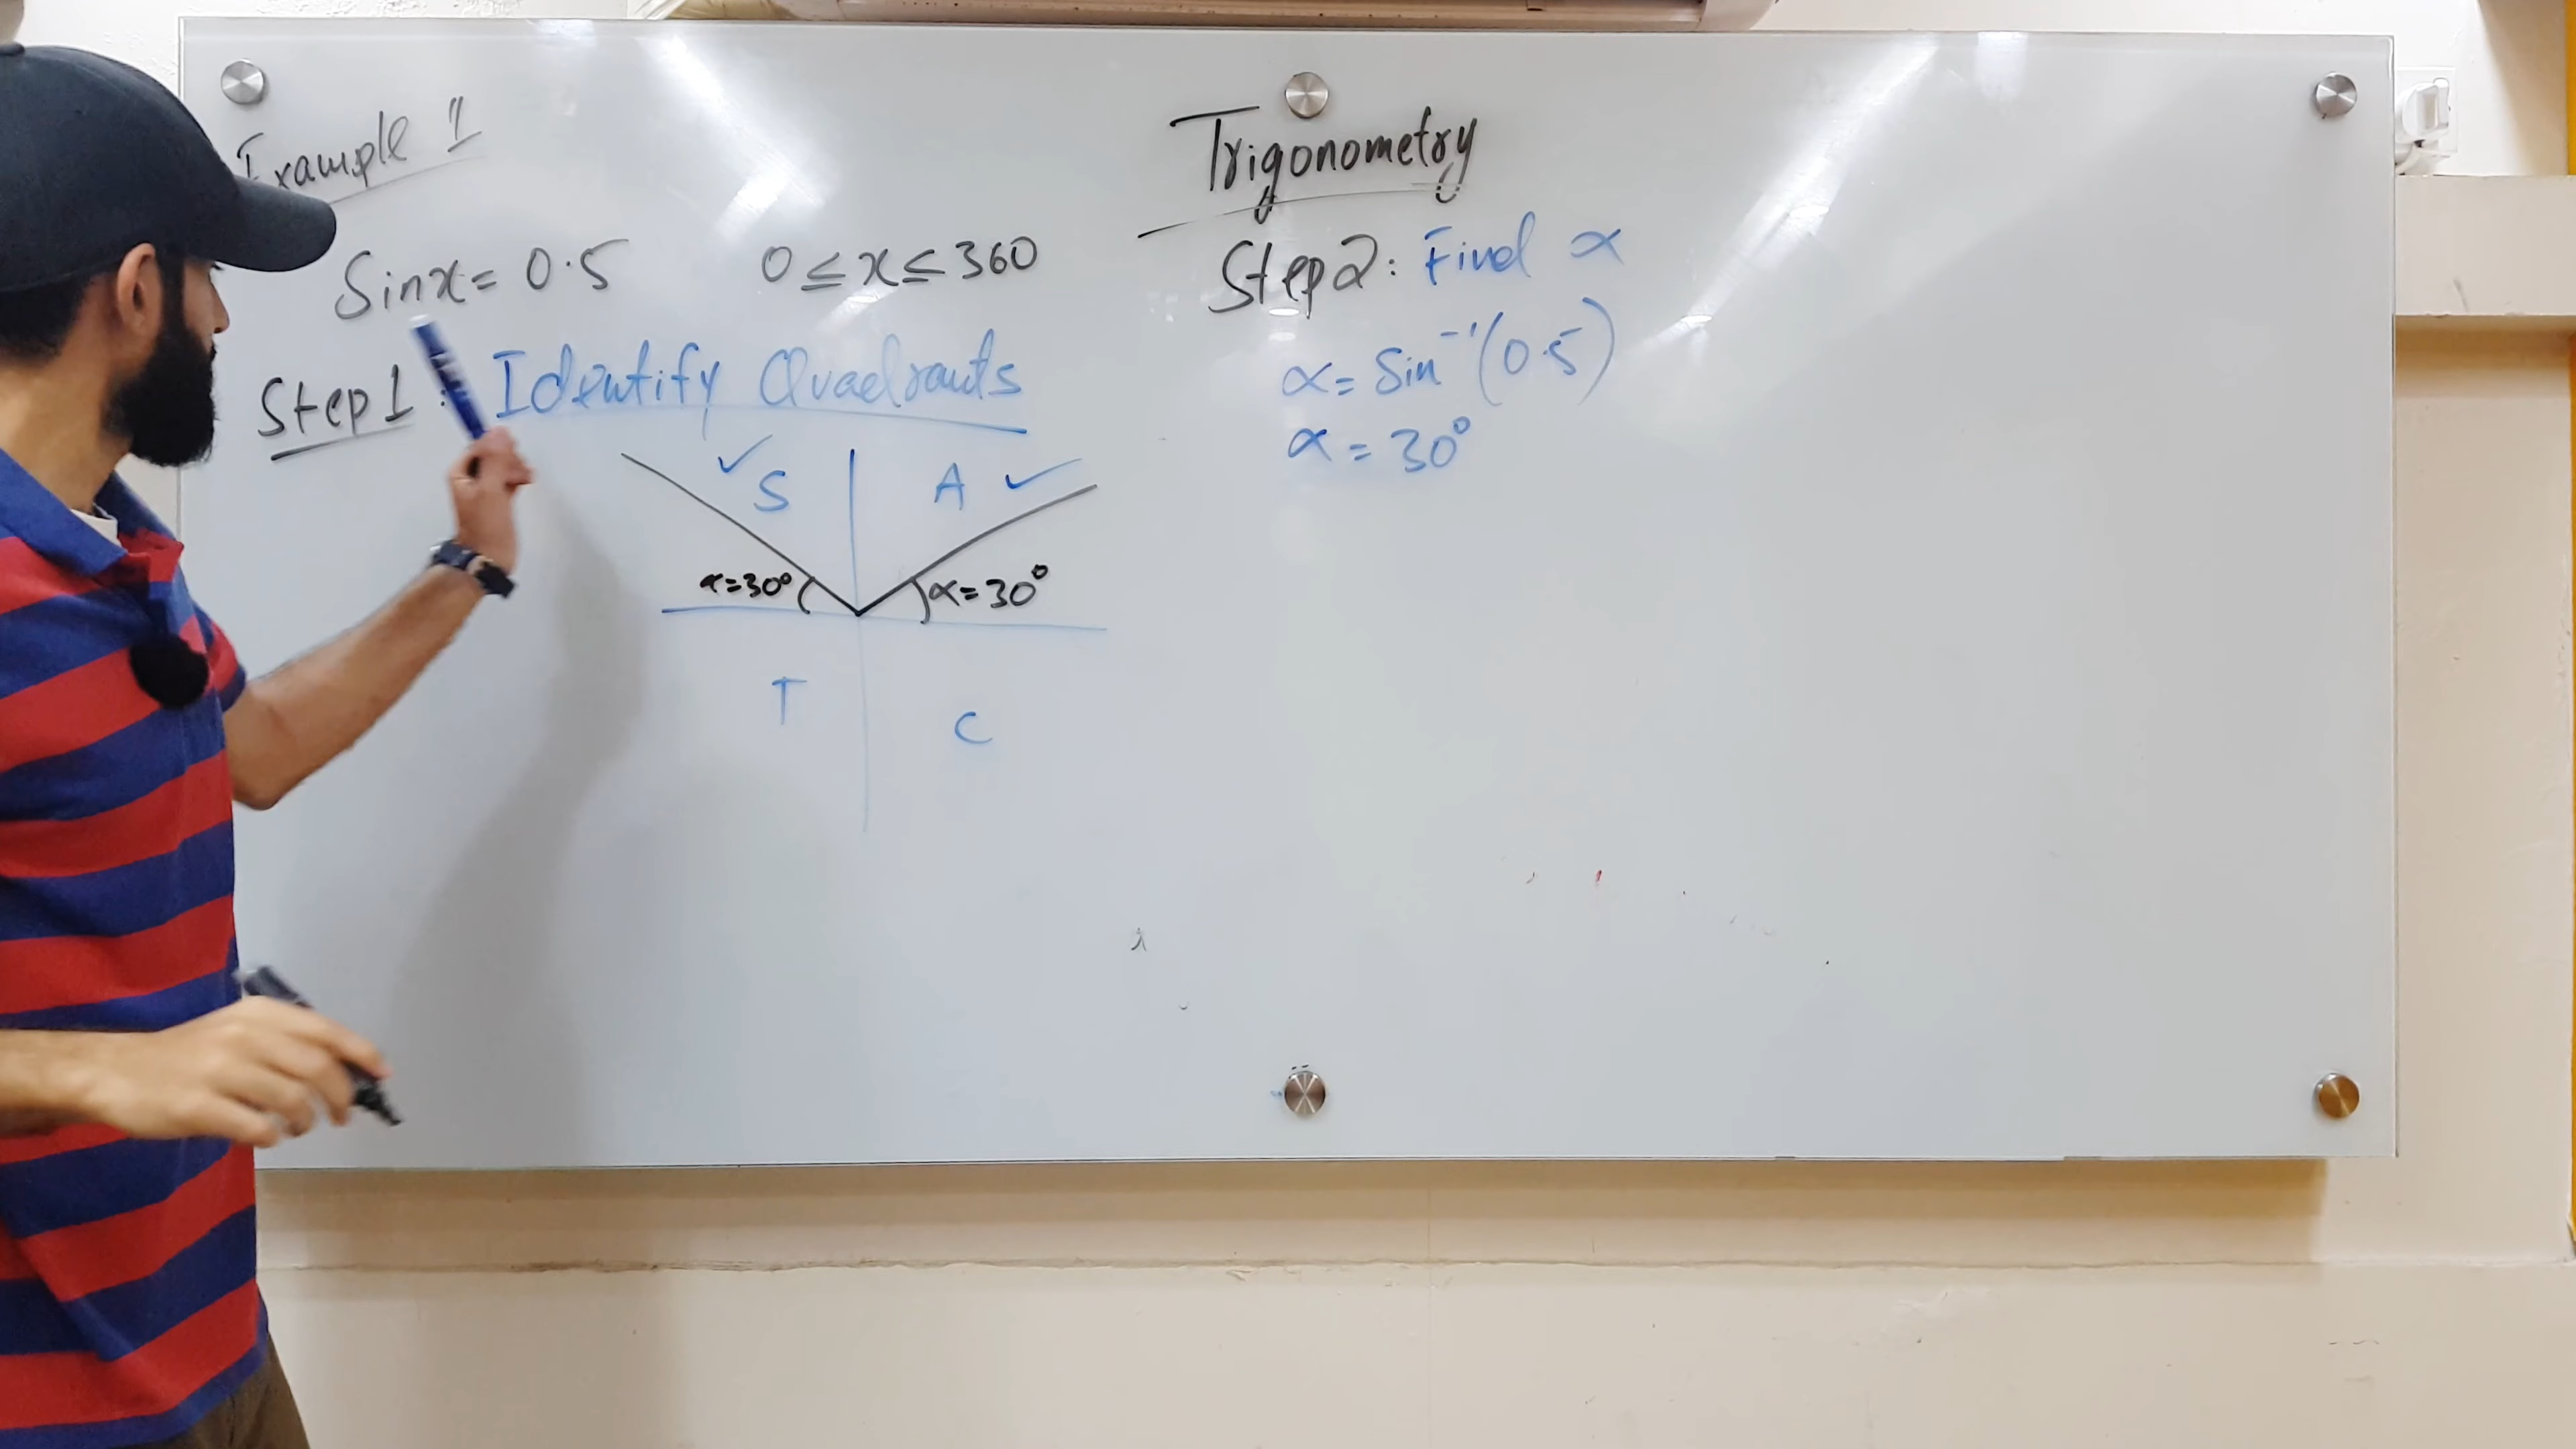 Example 1
Sinx = 0.5 0 ≤ x ≤ 360
Step 1 : Identify Quadrants
✓ S A ✓
α=30° α=30°
T C
Trigonometry
Step 2: Find α
α = Sin⁻¹(0.5)
α = 30°